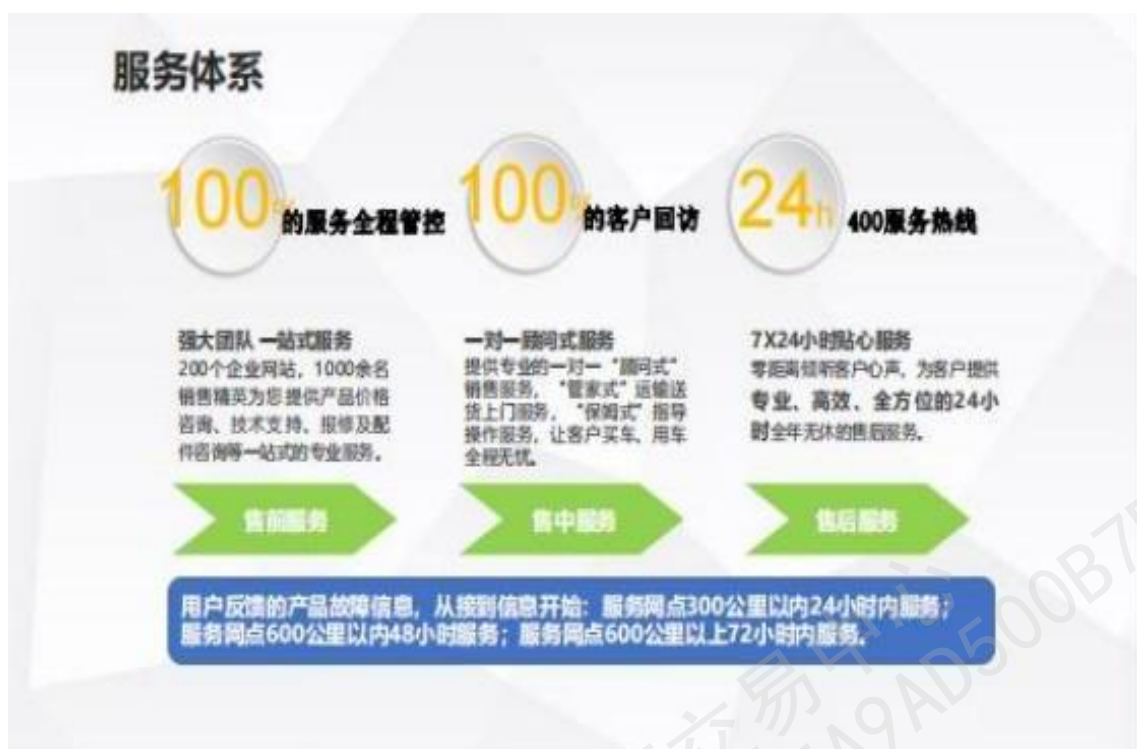 服务体系
100%的服务全程管控
100%的客户回访
24h 400服务热线
强大团队 一站式服务
200个企业网站，1000余名
销售精英为您提供产品价格
咨询、技术支持、报修及配
件咨询等一站式的专业服务。
一对一顾问式服务
提供专业的一对一“顾问式”
销售服务，“管家式”运输送
货上门服务，“保姆式”指导
操作服务，让客户买车、用车
全程无忧。
7X24小时贴心服务
零距离倾听客户心声，为客户提供
专业、高效、全方位的24小
时全年无休的售后服务。
售前服务
售中服务
售后服务
用户反馈的产品故障信息，从接到信息开始：服务网点300公里以内24小时内服务；
服务网点600公里以内48小时服务；服务网点600公里以上72小时内服务。
交易中心
A9AD500B7